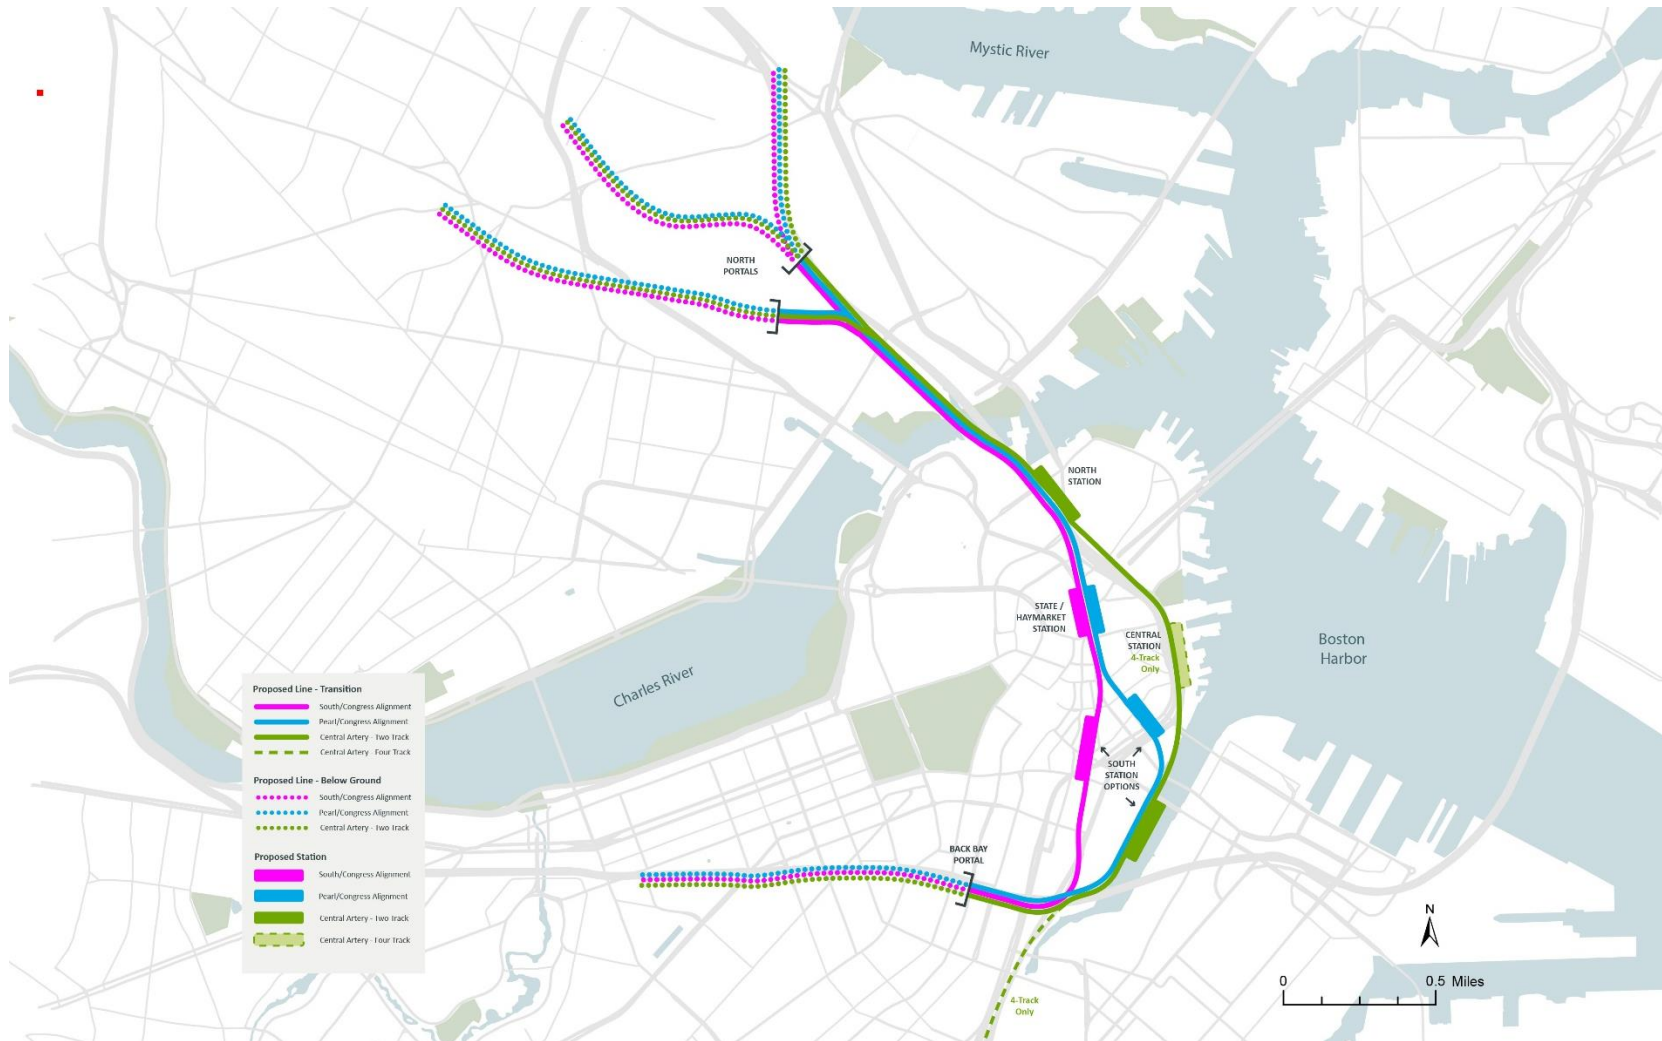 Mystic River
NORTH
PORTALS
NORTH
STATION
STATE /
HAYMARKET
STATION
CENTRAL
STATION
4-Track
Only
Boston
Harbor
Charles River
SOUTH
STATION
OPTIONS
BACK BAY
PORTAL
4-Track
Only
Proposed Line - Transition
South/Congress Alignment
Pearl/Congress Alignment
Central Artery - Two Track
Central Artery - Four Track
Proposed Line - Below Ground
South/Congress Alignment
Pearl/Congress Alignment
Central Artery - Two Track
Proposed Station
South/Congress Alignment
Pearl/Congress Alignment
Central Artery - Two Track
Central Artery - Four Track
N
0 0.5 Miles